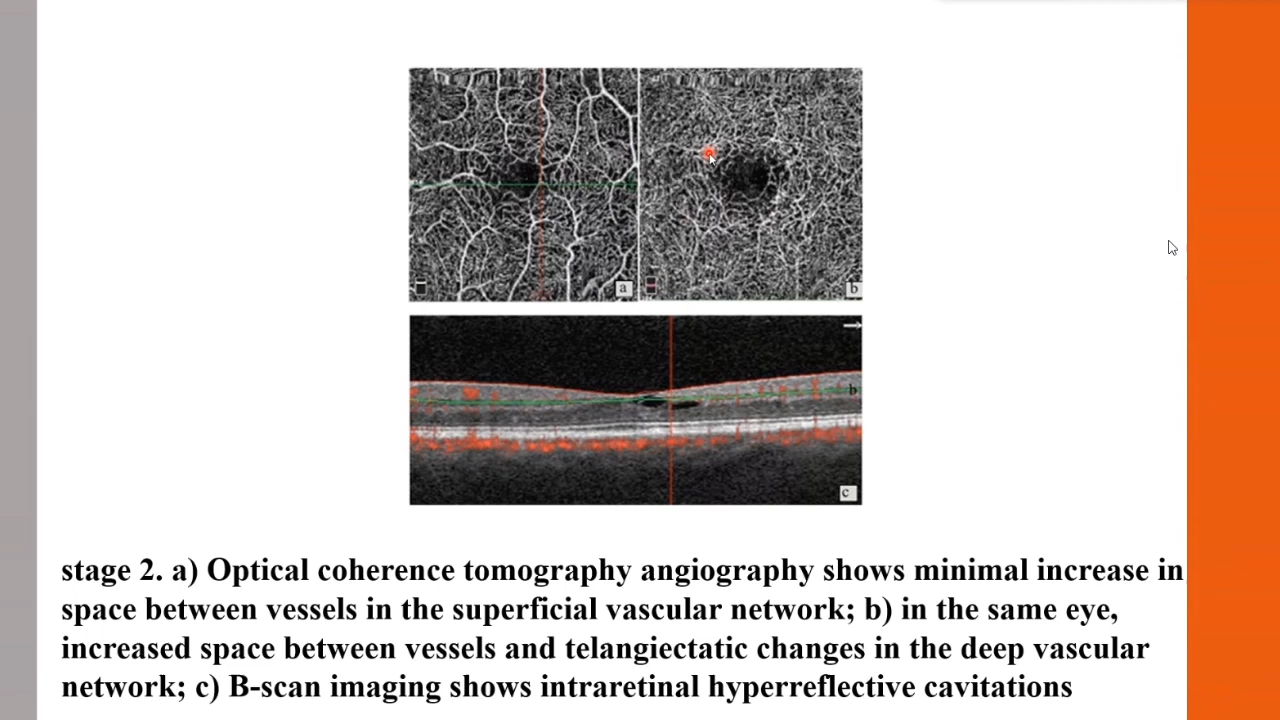 a
b
b
c
stage 2. a) Optical coherence tomography angiography shows minimal increase in
space between vessels in the superficial vascular network; b) in the same eye,
increased space between vessels and telangiectatic changes in the deep vascular
network; c) B-scan imaging shows intraretinal hyperreflective cavitations